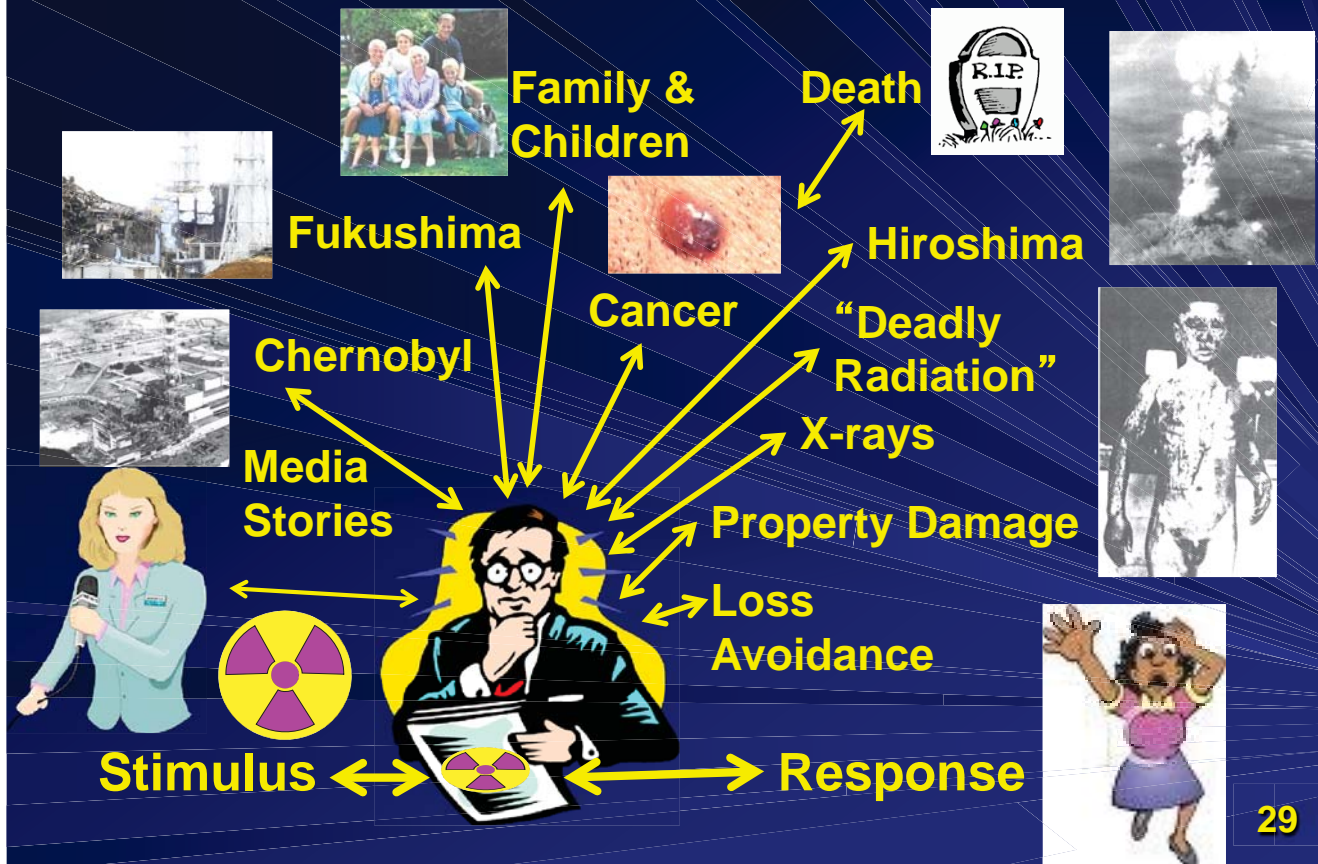 Family &
Children
Death
R.I.P.
Fukushima
Hiroshima
Cancer
“Deadly
Radiation”
Chernobyl
X-rays
Media
Stories
Property Damage
Loss
Avoidance
Stimulus
Response
29